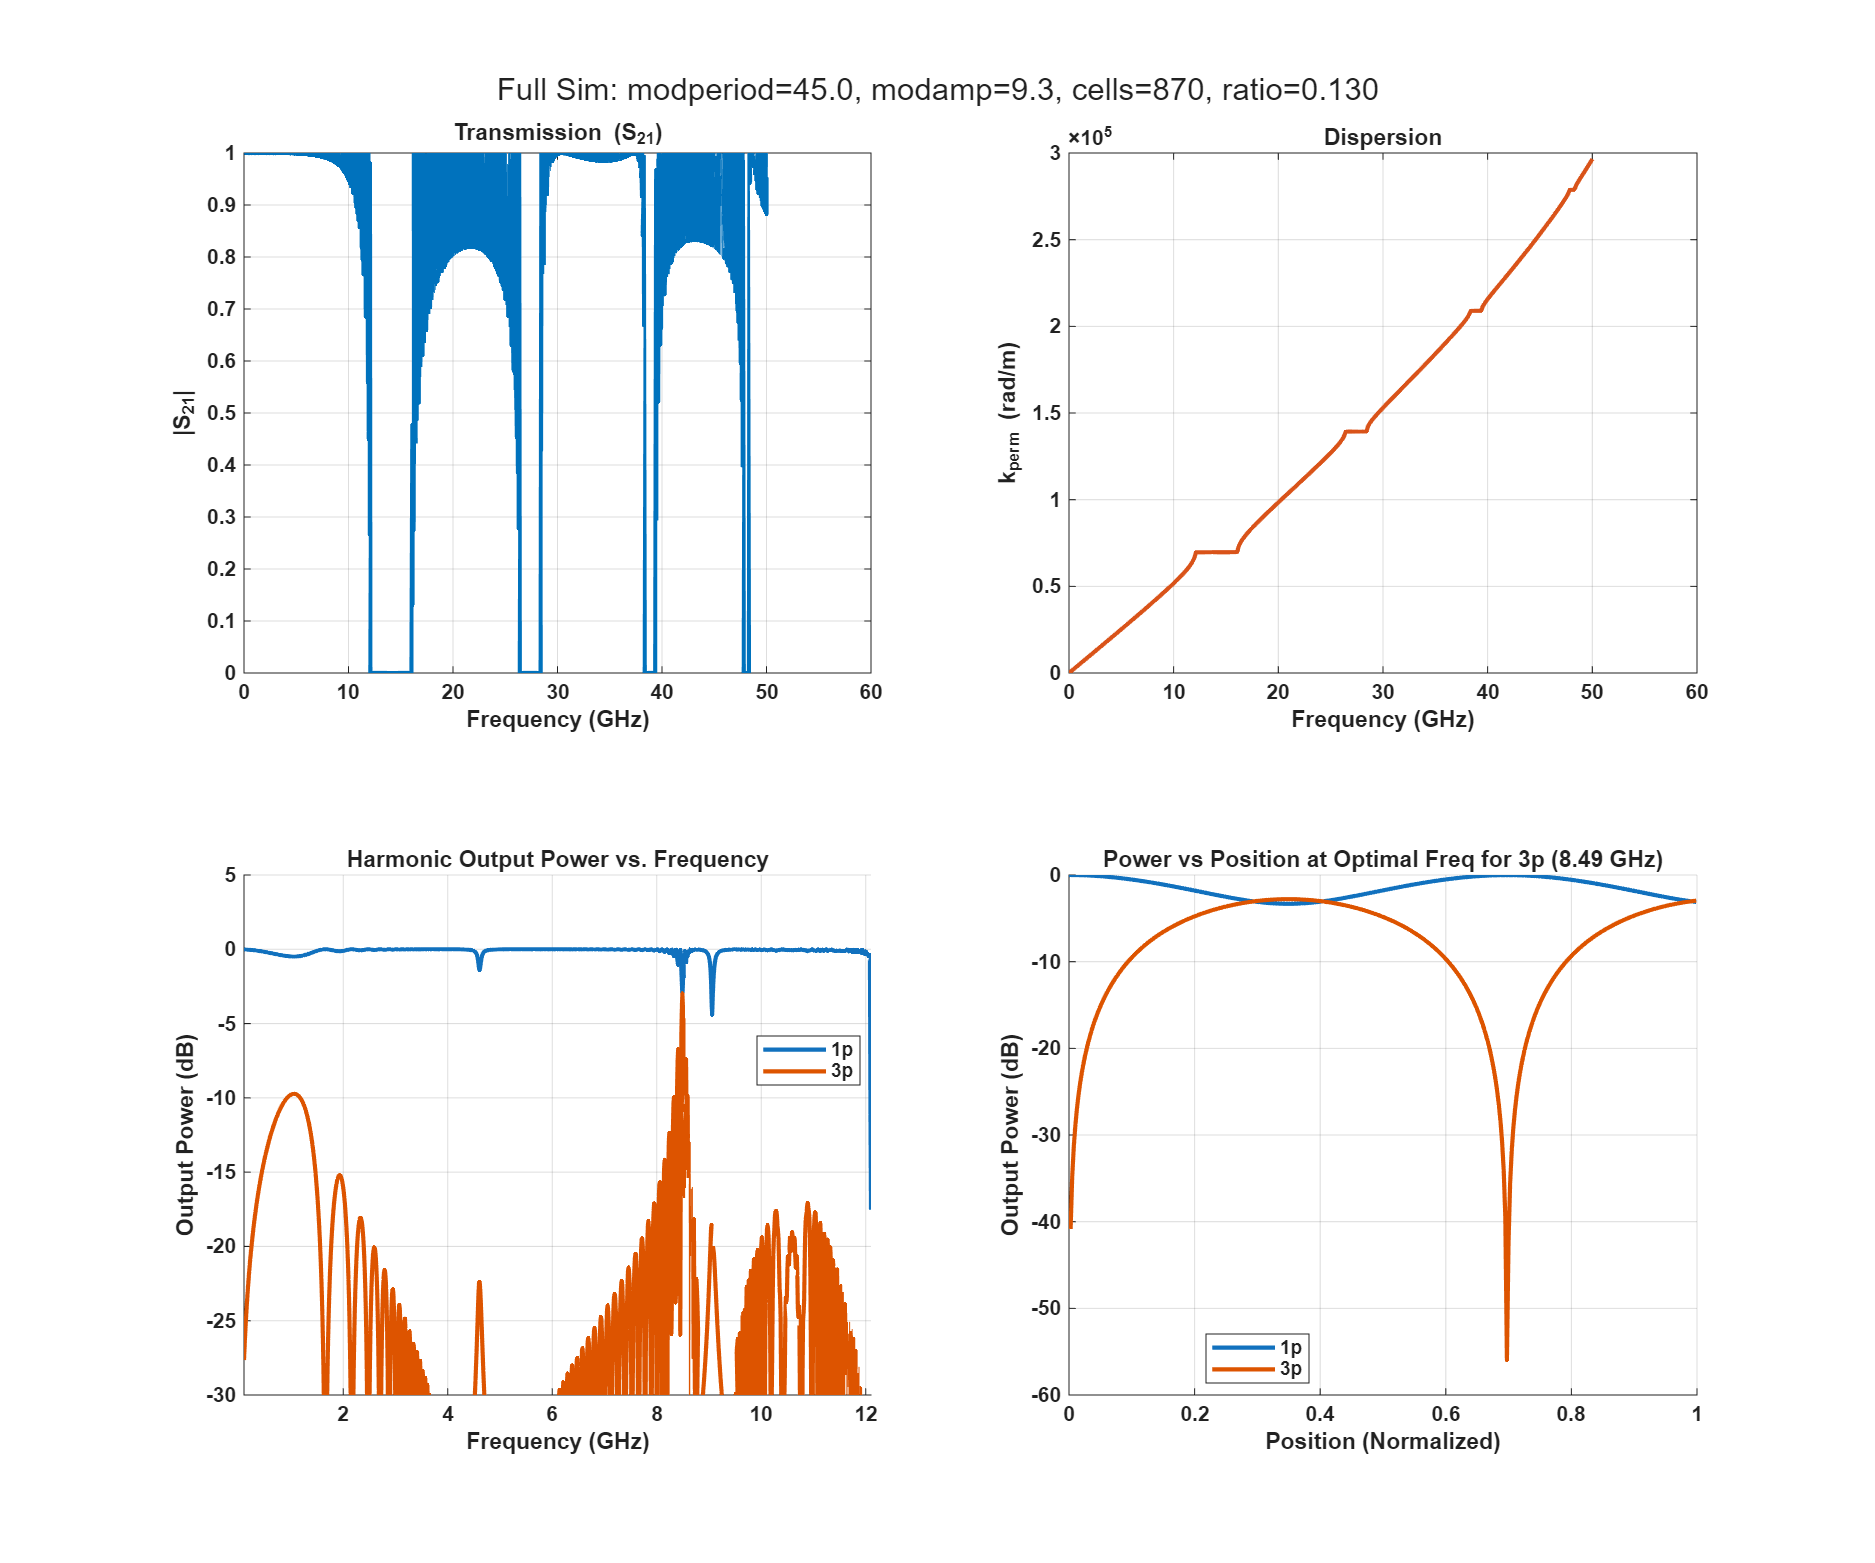 Full Sim: modperiod=45.0, modamp=9.3, cells=870, ratio=0.130
Transmission (S21)
1
0.9
0.8
0.7
0.6
0.5
0.4
0.3
0.2
0.1
0
|S21|
0 10 20 30 40 50 60
Frequency (GHz)
×10^5
Dispersion
3
2.5
2
1.5
1
0.5
0
kperm (rad/m)
0 10 20 30 40 50 60
Frequency (GHz)
Harmonic Output Power vs. Frequency
5
0
-5
-10
-15
-20
-25
-30
Output Power (dB)
1p
3p
2 4 6 8 10 12
Frequency (GHz)
Power vs Position at Optimal Freq for 3p (8.49 GHz)
0
-10
-20
-30
-40
-50
-60
Output Power (dB)
1p
3p
0 0.2 0.4 0.6 0.8 1
Position (Normalized)